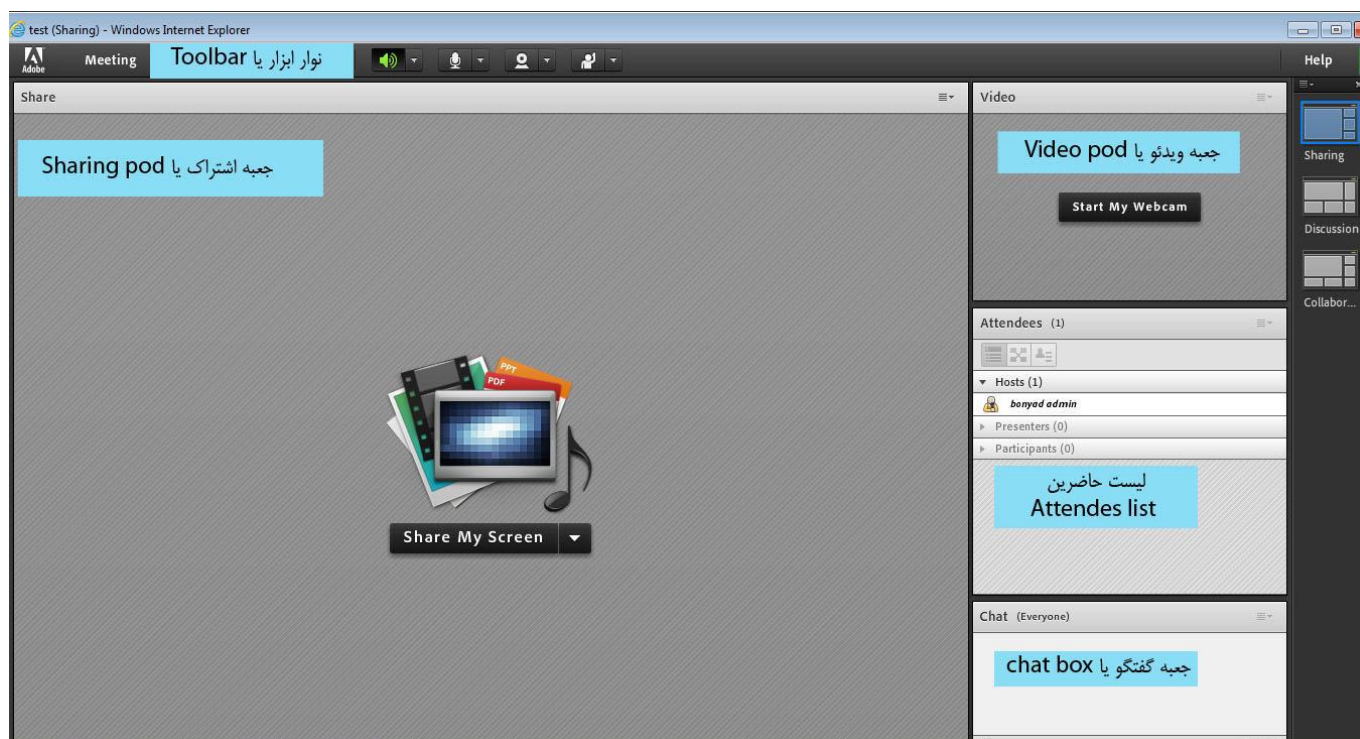 test (Sharing) - Windows Internet Explorer
Adobe
Meeting
نوار ابزار یا Toolbar
Help
Share
جعبه اشتراک یا Sharing pod
PPT
PDF
Share My Screen
Video
جعبه ویدئو یا Video pod
Start My Webcam
Attendees (1)
Hosts (1)
bonyad admin
Presenters (0)
Participants (0)
لیست حاضرین
Attendes list
Chat (Everyone)
جعبه گفتگو یا chat box
Sharing
Discussion
Collabor...